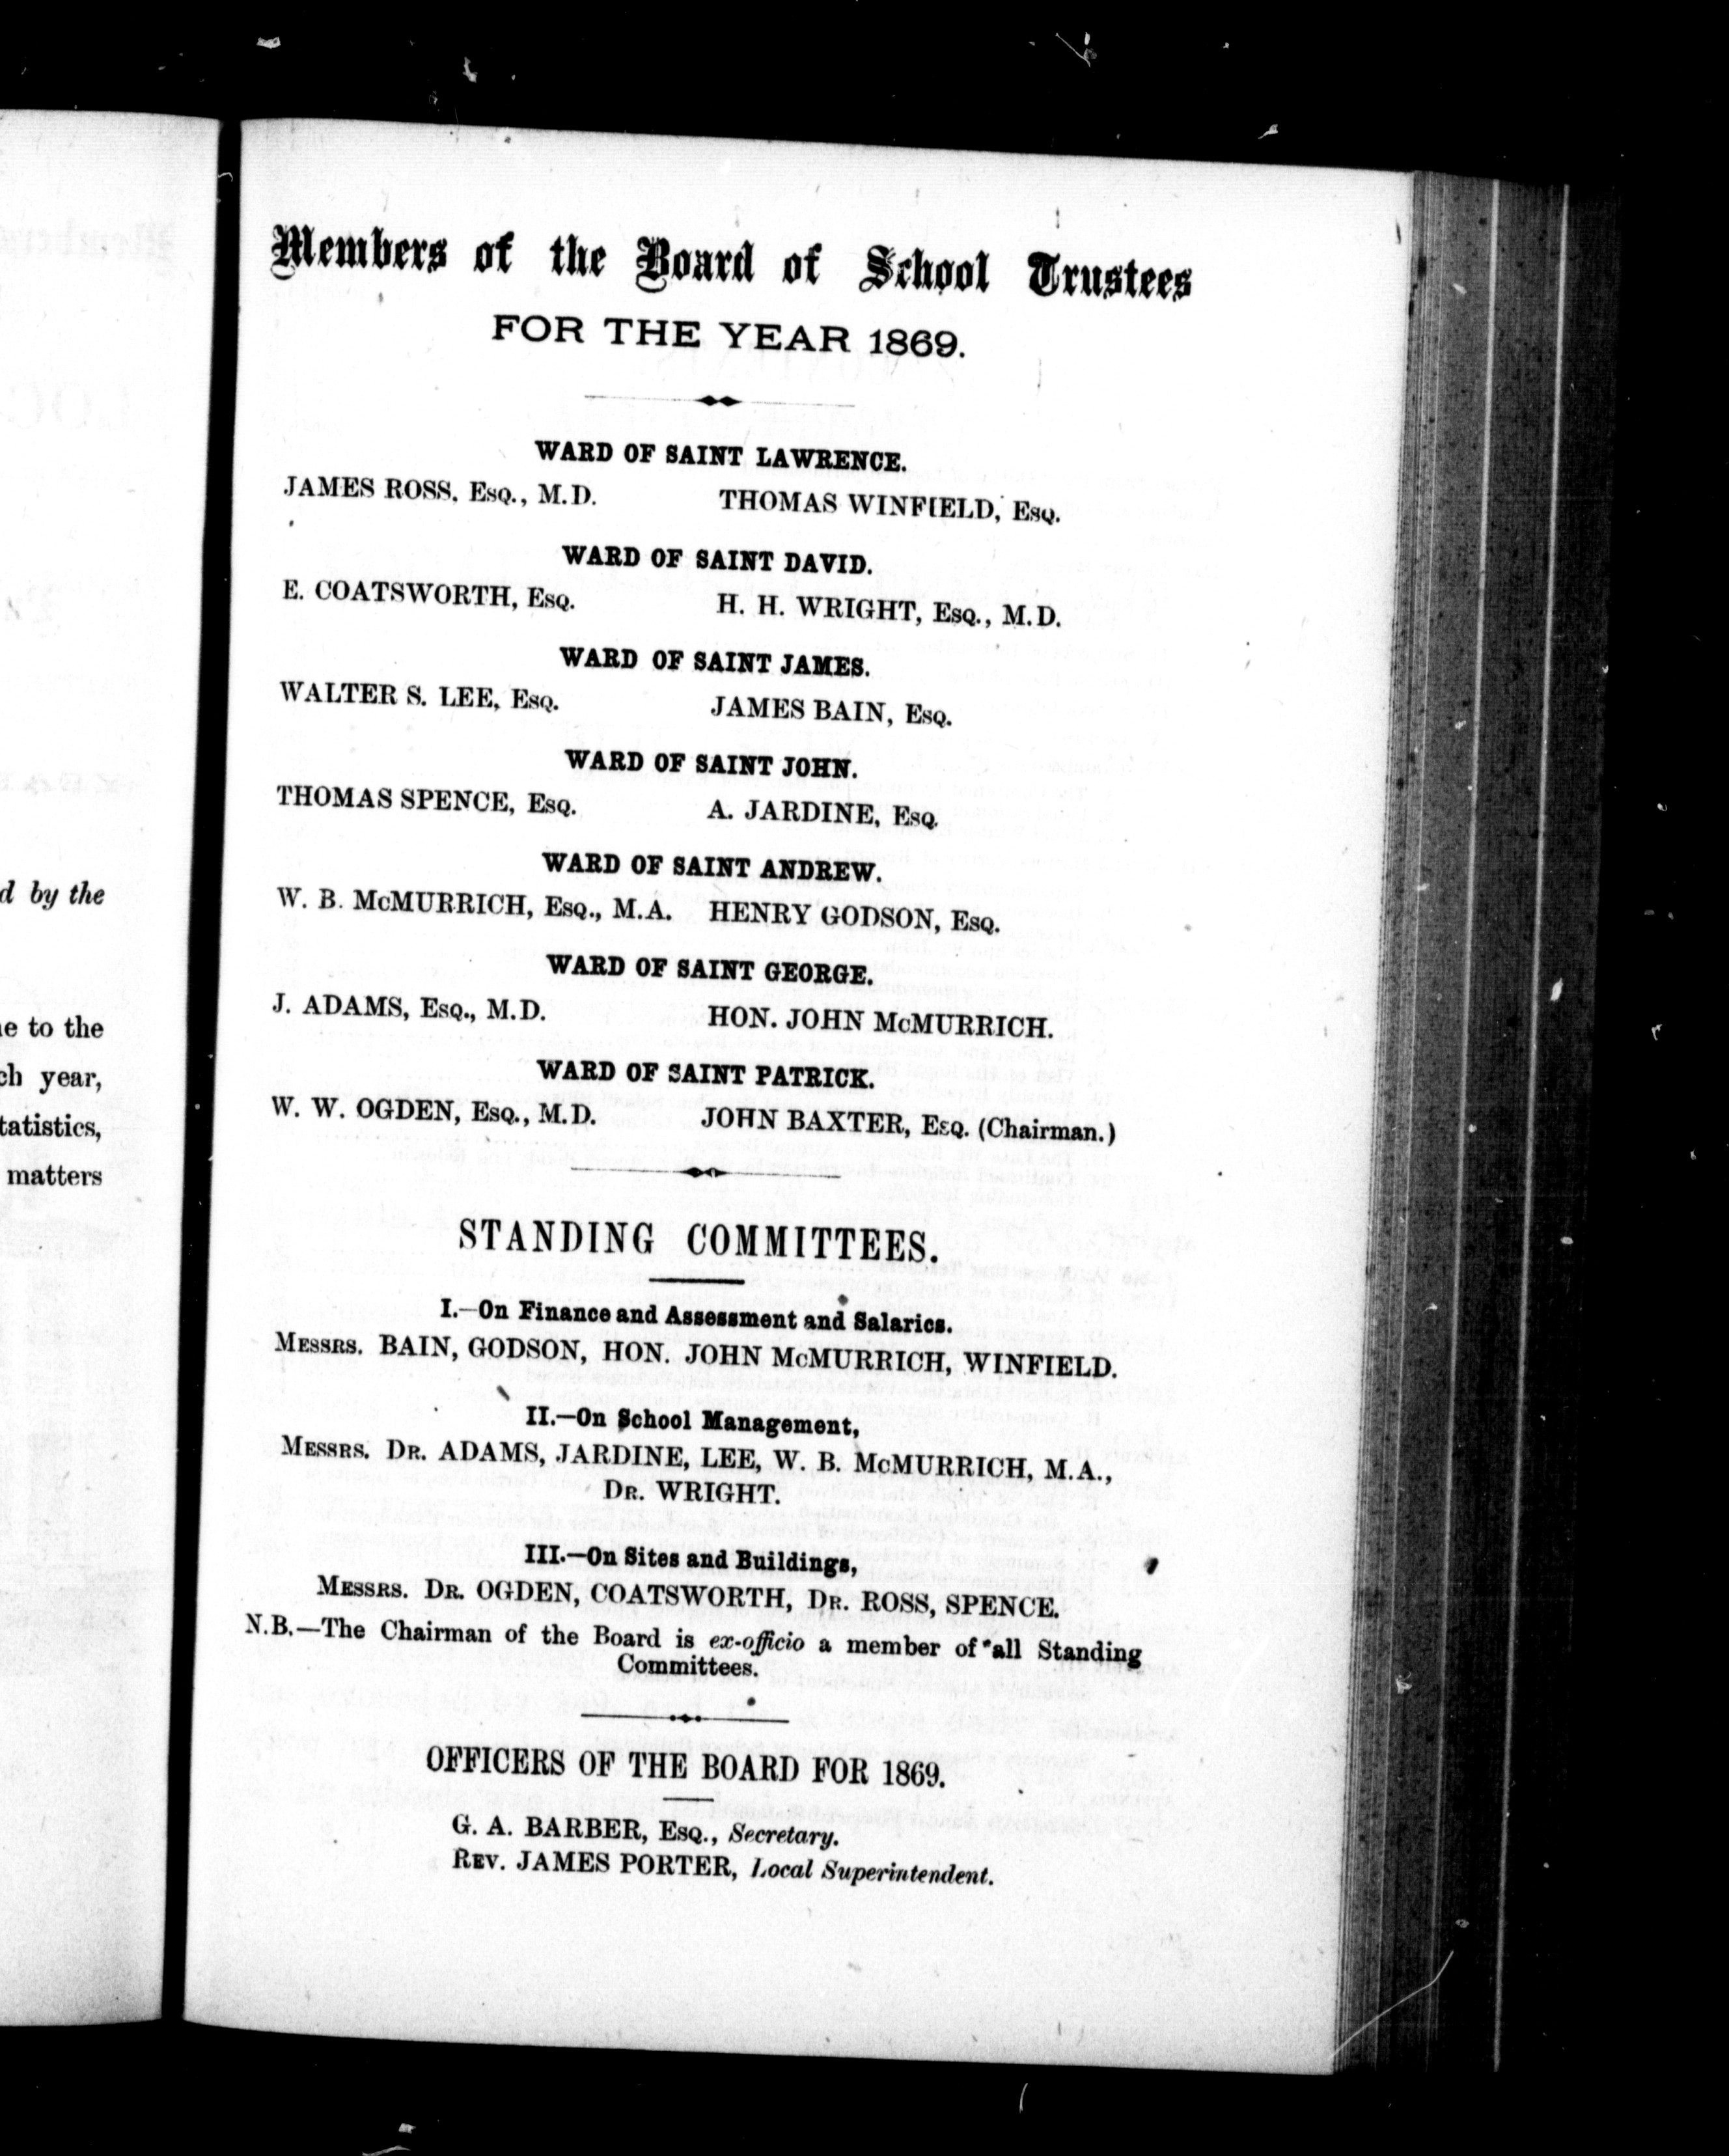 d by the
e to the
ch year,
tatistics,
matters
Members of the Board of School Trustees
FOR THE YEAR 1869.
WARD OF SAINT LAWRENCE.
JAMES ROSS, Esq., M.D. THOMAS WINFIELD, Esq.
WARD OF SAINT DAVID.
E. COATSWORTH, Esq. H. H. WRIGHT, Esq., M.D.
WARD OF SAINT JAMES.
WALTER S. LEE, Esq. JAMES BAIN, Esq.
WARD OF SAINT JOHN.
THOMAS SPENCE, Esq. A. JARDINE, Esq.
WARD OF SAINT ANDREW.
W. B. McMURRICH, Esq., M.A. HENRY GODSON, Esq.
WARD OF SAINT GEORGE.
J. ADAMS, Esq., M.D. HON. JOHN McMURRICH.
WARD OF SAINT PATRICK.
W. W. OGDEN, Esq., M.D. JOHN BAXTER, Esq. (Chairman.)
STANDING COMMITTEES.
I.—On Finance and Assessment and Salaries.
Messrs. BAIN, GODSON, HON. JOHN McMURRICH, WINFIELD.
II.—On School Management,
Messrs. Dr. ADAMS, JARDINE, LEE, W. B. McMURRICH, M.A.,
Dr. WRIGHT.
III.—On Sites and Buildings,
Messrs. Dr. OGDEN, COATSWORTH, Dr. ROSS, SPENCE.
N.B.—The Chairman of the Board is ex-officio a member of all Standing
Committees.
OFFICERS OF THE BOARD FOR 1869.
G. A. BARBER, Esq., Secretary.
Rev. JAMES PORTER, Local Superintendent.